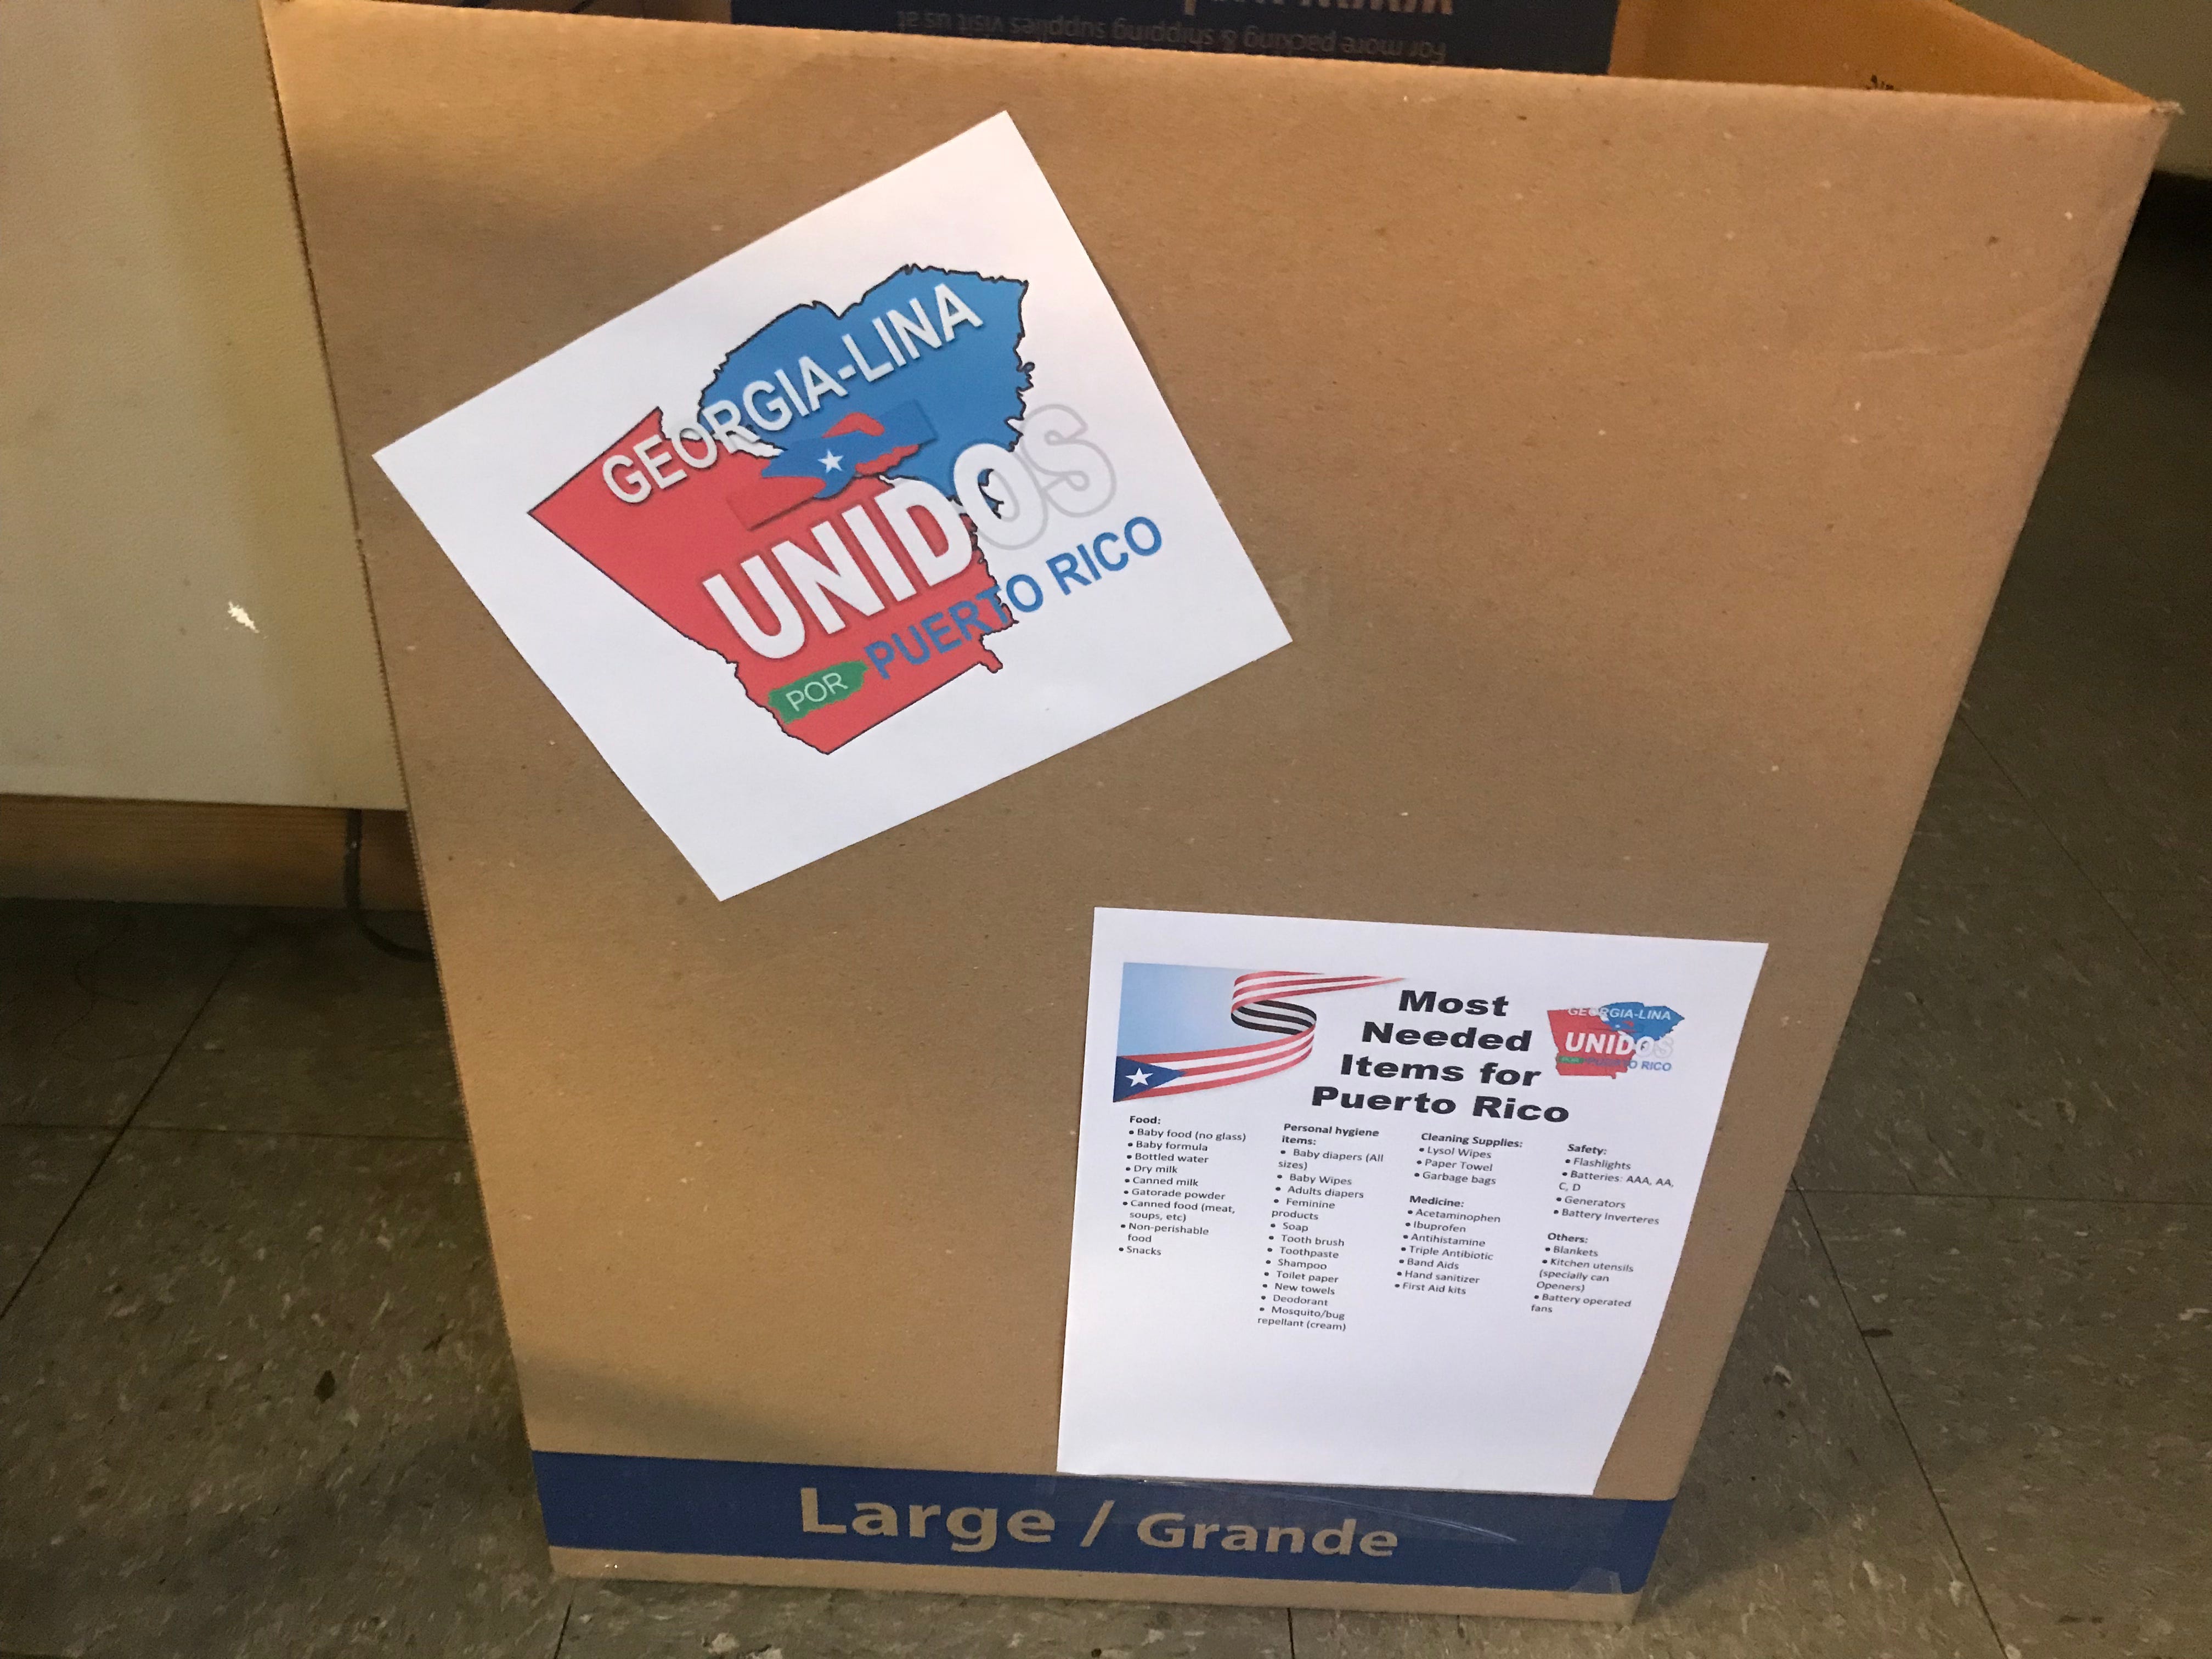 For more packing & shipping supplies visit us at
GEORGIA-LINA
UNIDOS
POR PUERTO RICO
Most
Needed
Items for
Puerto Rico
GEORGIA-LINA
UNIDOS
POR PUERTO RICO
Food:
• Baby food (no glass)
• Baby formula
• Bottled water
• Dry milk
• Canned milk
• Gatorade powder
• Canned food (meat,
soups, etc)
• Non-perishable
food
• Snacks
Personal hygiene
items:
• Baby diapers (All
sizes)
• Baby Wipes
• Adults diapers
• Feminine
products
• Soap
• Tooth brush
• Toothpaste
• Shampoo
• Toilet paper
• New towels
• Deodorant
• Mosquito/bug
repellant (cream)
Cleaning Supplies:
• Lysol Wipes
• Paper Towel
• Garbage bags
Medicine:
• Acetaminophen
• Ibuprofen
• Antihistamine
• Triple Antibiotic
• Band Aids
• Hand sanitizer
• First Aid kits
Safety:
• Flashlights
• Batteries: AAA, AA,
C, D
• Generators
• Battery Inverteres
Others:
• Blankets
• Kitchen utensils
(specially can
Openers)
• Battery operated
fans
Large / Grande